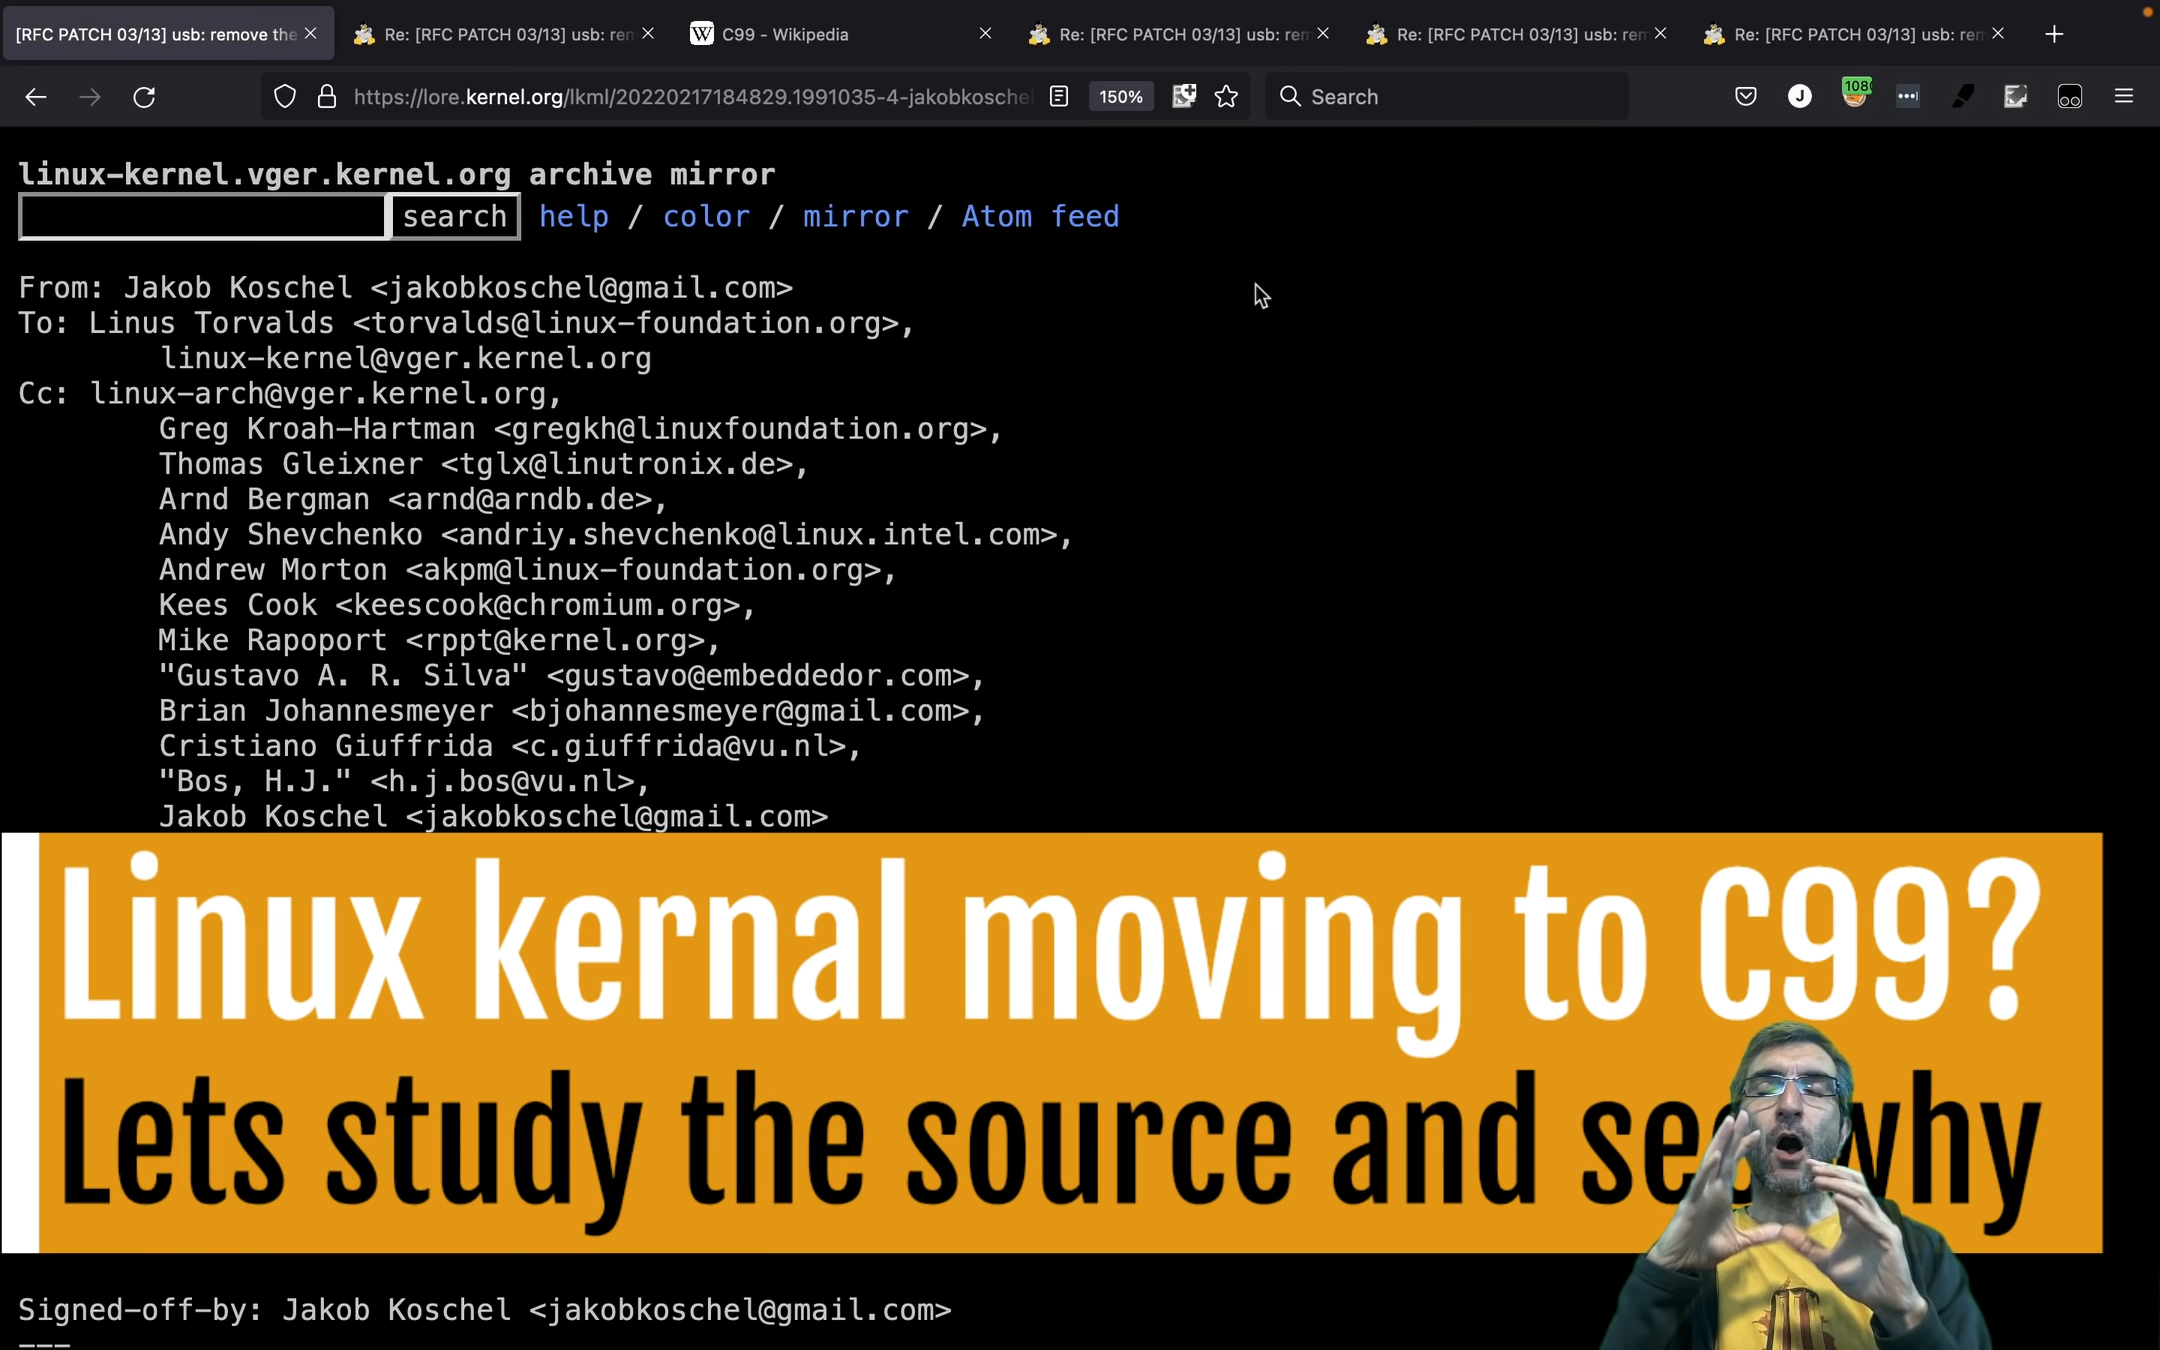 [RFC PATCH 03/13] usb: remove the
Re: [RFC PATCH 03/13] usb: rem
C99 - Wikipedia
Re: [RFC PATCH 03/13] usb: rem
Re: [RFC PATCH 03/13] usb: rem
Re: [RFC PATCH 03/13] usb: rem
https://lore.kernel.org/lkml/20220217184829.1991035-4-jakobkoschel
150%
Search
J
108
linux-kernel.vger.kernel.org archive mirror
search help / color / mirror / Atom feed
From: Jakob Koschel <jakobkoschel@gmail.com>
To: Linus Torvalds <torvalds@linux-foundation.org>,
linux-kernel@vger.kernel.org
Cc: linux-arch@vger.kernel.org,
Greg Kroah-Hartman <gregkh@linuxfoundation.org>,
Thomas Gleixner <tglx@linutronix.de>,
Arnd Bergman <arnd@arndb.de>,
Andy Shevchenko <andriy.shevchenko@linux.intel.com>,
Andrew Morton <akpm@linux-foundation.org>,
Kees Cook <keescook@chromium.org>,
Mike Rapoport <rppt@kernel.org>,
"Gustavo A. R. Silva" <gustavo@embeddedor.com>,
Brian Johannesmeyer <bjohannesmeyer@gmail.com>,
Cristiano Giuffrida <c.giuffrida@vu.nl>,
"Bos, H.J." <h.j.bos@vu.nl>,
Jakob Koschel <jakobkoschel@gmail.com>
Linux kernal moving to C99?
Lets study the source and see why
Signed-off-by: Jakob Koschel <jakobkoschel@gmail.com>
---